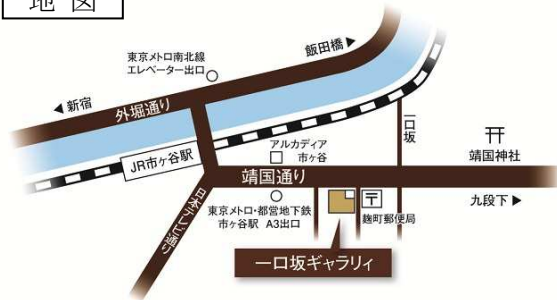 地 図
東京メトロ南北線
エレベーター出口
飯田橋▶
◀新宿
外堀通り
JR市ヶ谷駅
アルカディア
市ヶ谷
一口坂
靖国神社
靖国通り
九段下▶
東京メトロ・都営地下鉄
市ヶ谷駅 A3出口
麹町郵便局
日本テレビ通り
一口坂ギャラリィ